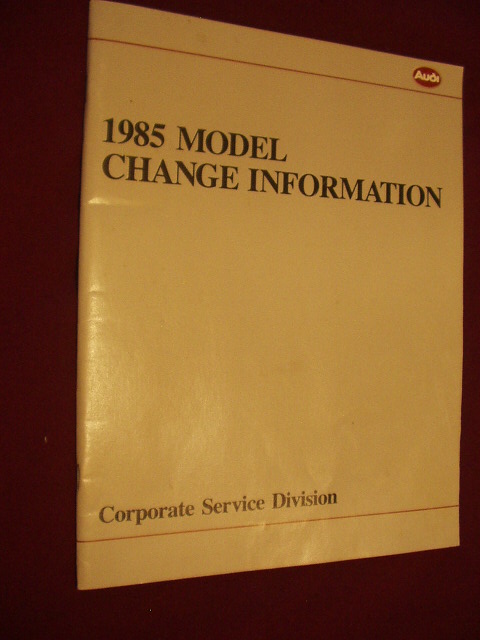 Audi
1985 MODEL
CHANGE INFORMATION
Corporate Service Division